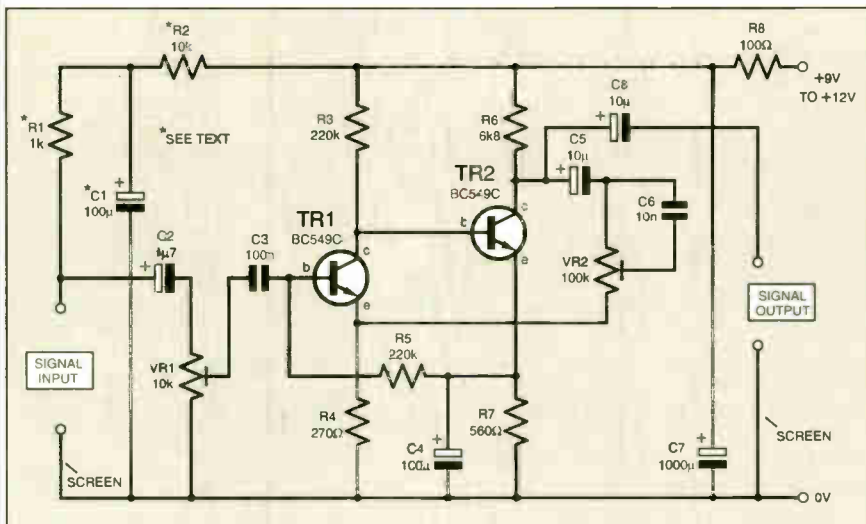 *R2
10k
R8
100Ω
+9V
TO +12V
*R1
1k
*SEE TEXT
R3
220k
R6
6k8
C8
10µ
C5
10µ
*C1
100µ
TR1
BC549C
TR2
BC549C
C6
10n
C2
4µ7
C3
100n
b
c
e
b
c
e
VR2
100k
SIGNAL
INPUT
VR1
10k
R5
220k
SIGNAL
OUTPUT
R4
270Ω
C4
100µ
R7
560Ω
C7
1000µ
SCREEN
SCREEN
0V
+
+
+
+
+
+